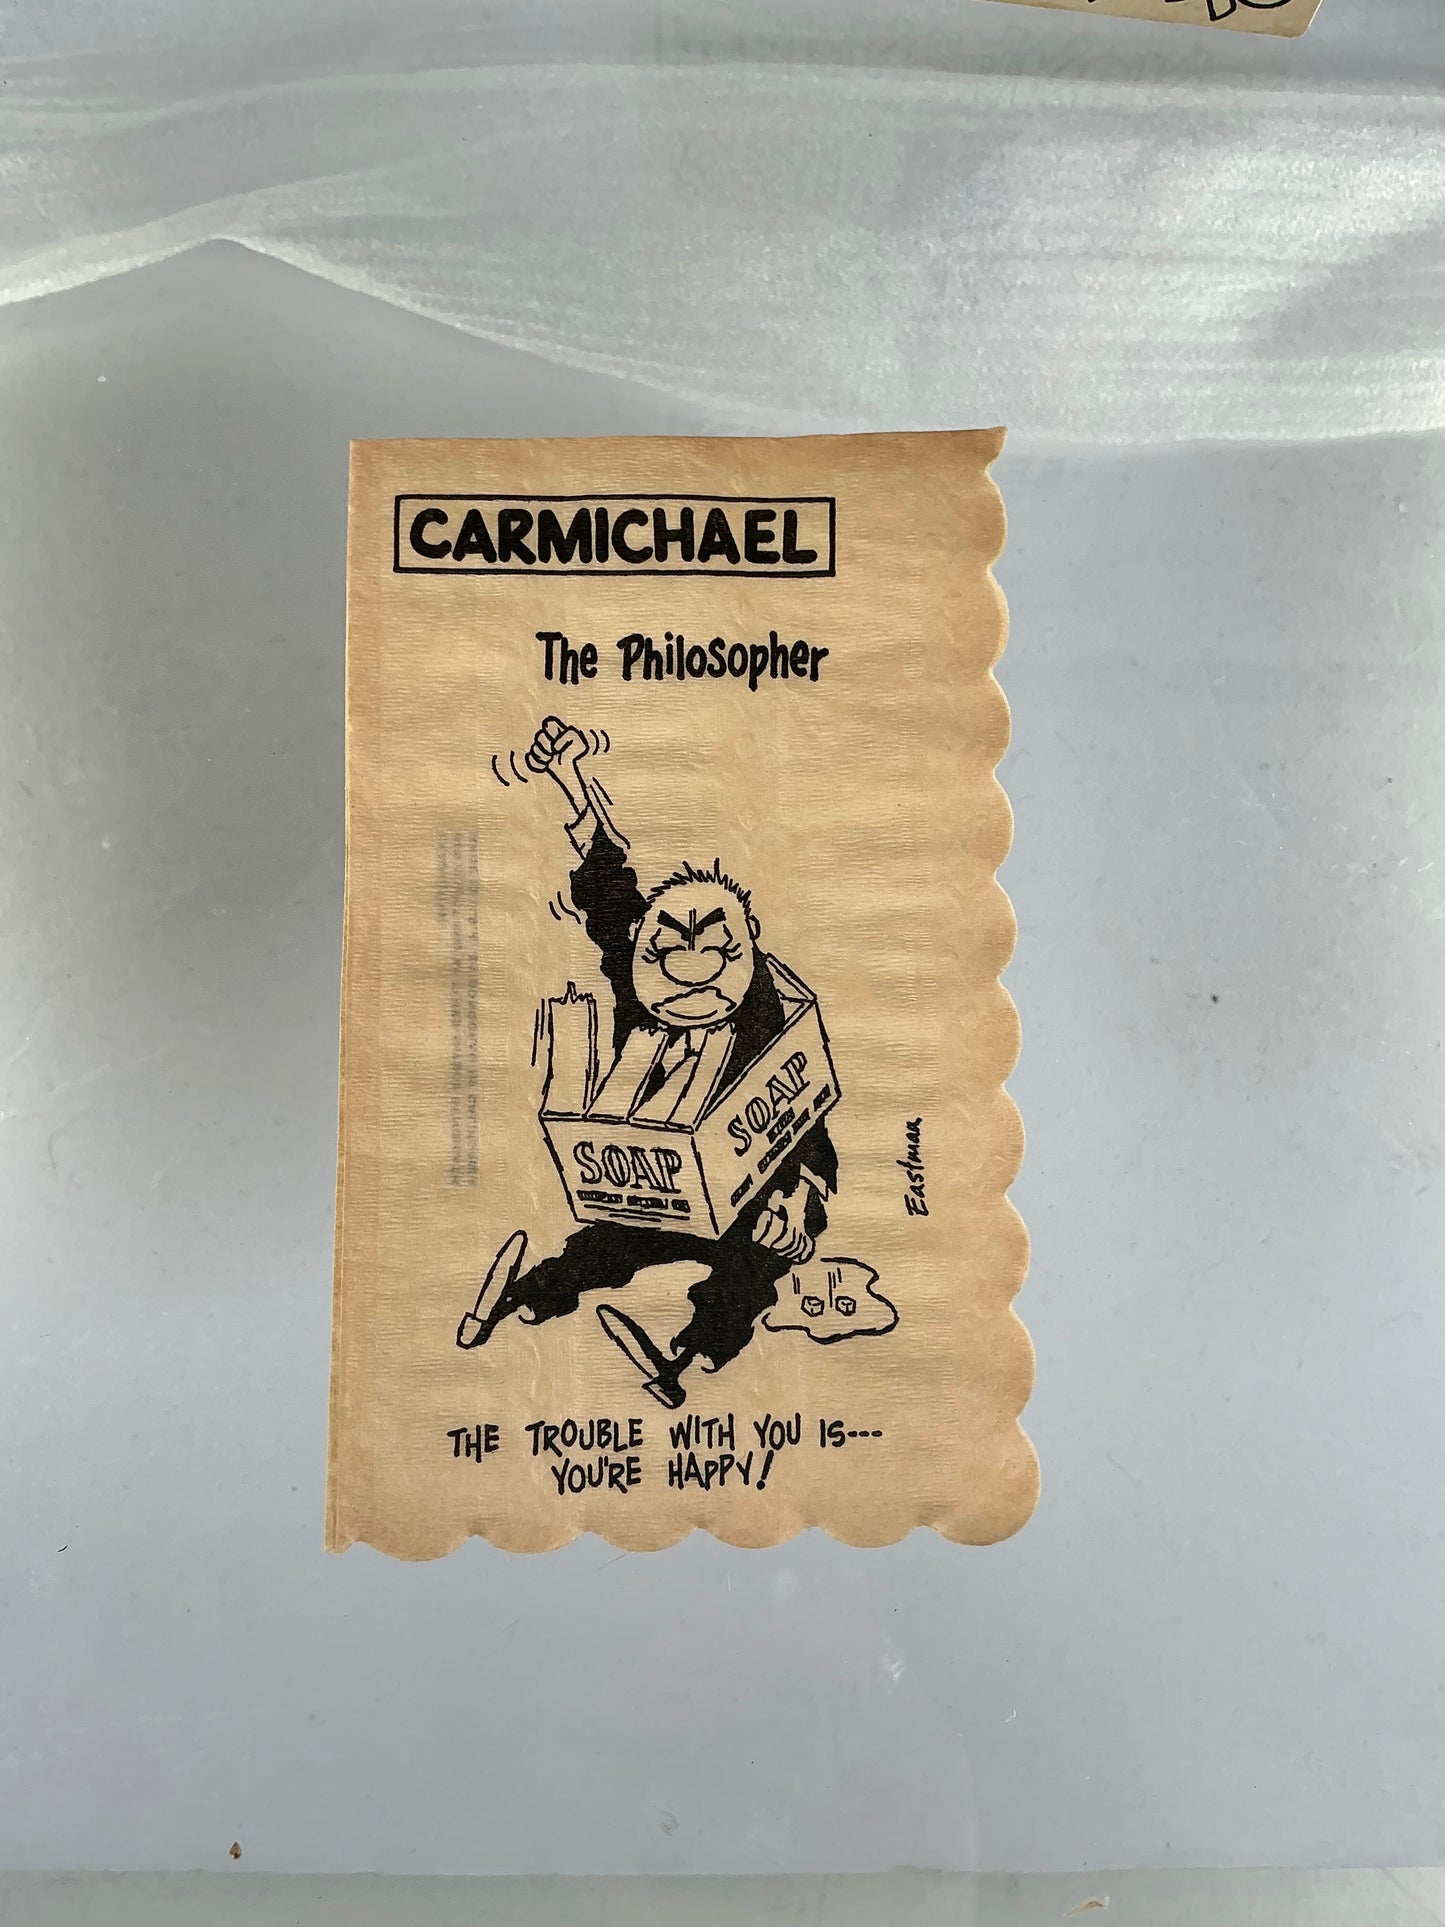 CARMICHAEL
The Philosopher
SOAP
SOAP
Eastman
THE TROUBLE WITH YOU IS---
YOU'RE HAPPY!